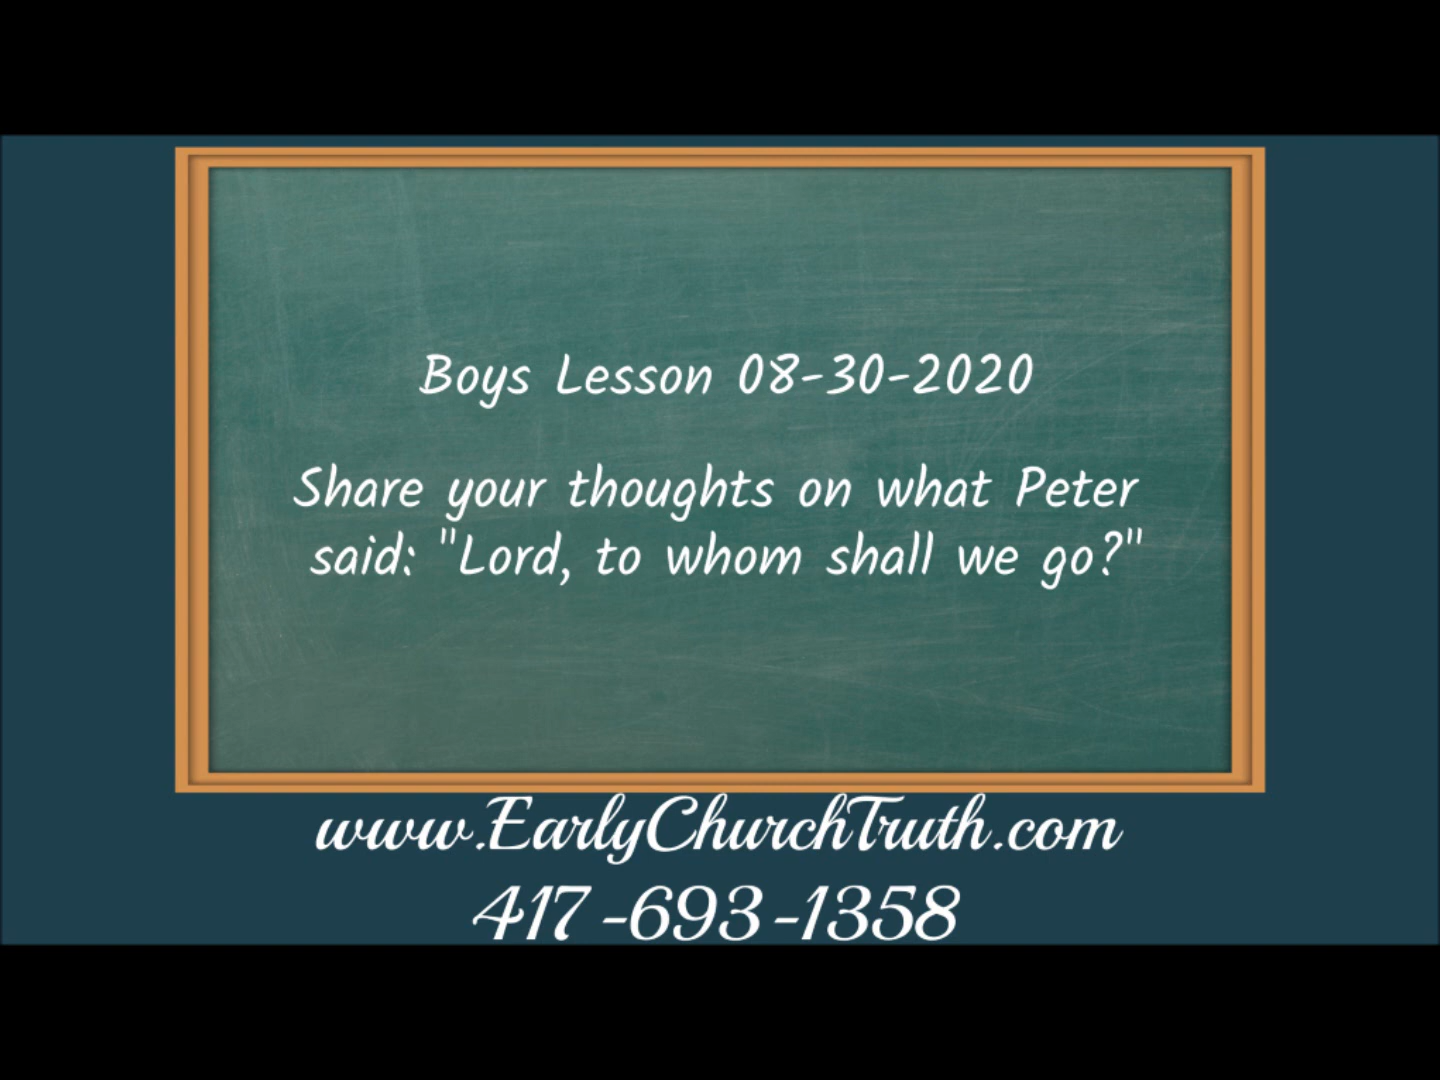 Boys Lesson 08-30-2020
Share your thoughts on what Peter
said: "Lord, to whom shall we go?"
www.EarlyChurchTruth.com
417-693-1358